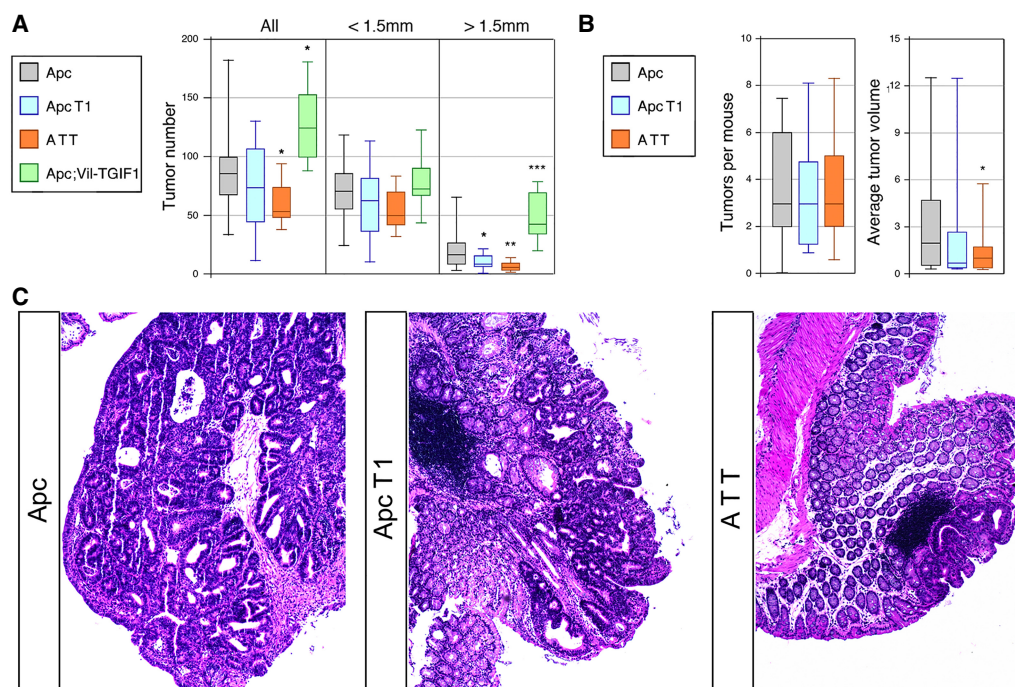 A
All
< 1.5mm
> 1.5mm
Apc
Apc T1
A TT
Apc;Vil-TGIF1
Tumor number
200
150
100
50
0
*
*
*
**
***
B
Apc
Apc T1
A TT
Tumors per mouse
10
8
6
4
2
0
Average tumor volume
15
12
9
6
3
0
*
C
Apc
Apc T1
A T T